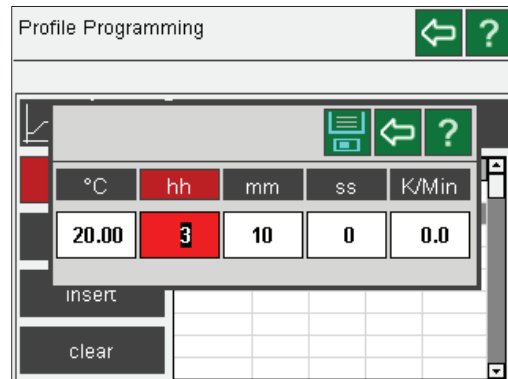 Profile Programming
?
?
°C hh mm ss K/Min
20.00 3 10 0 0.0
insert
clear